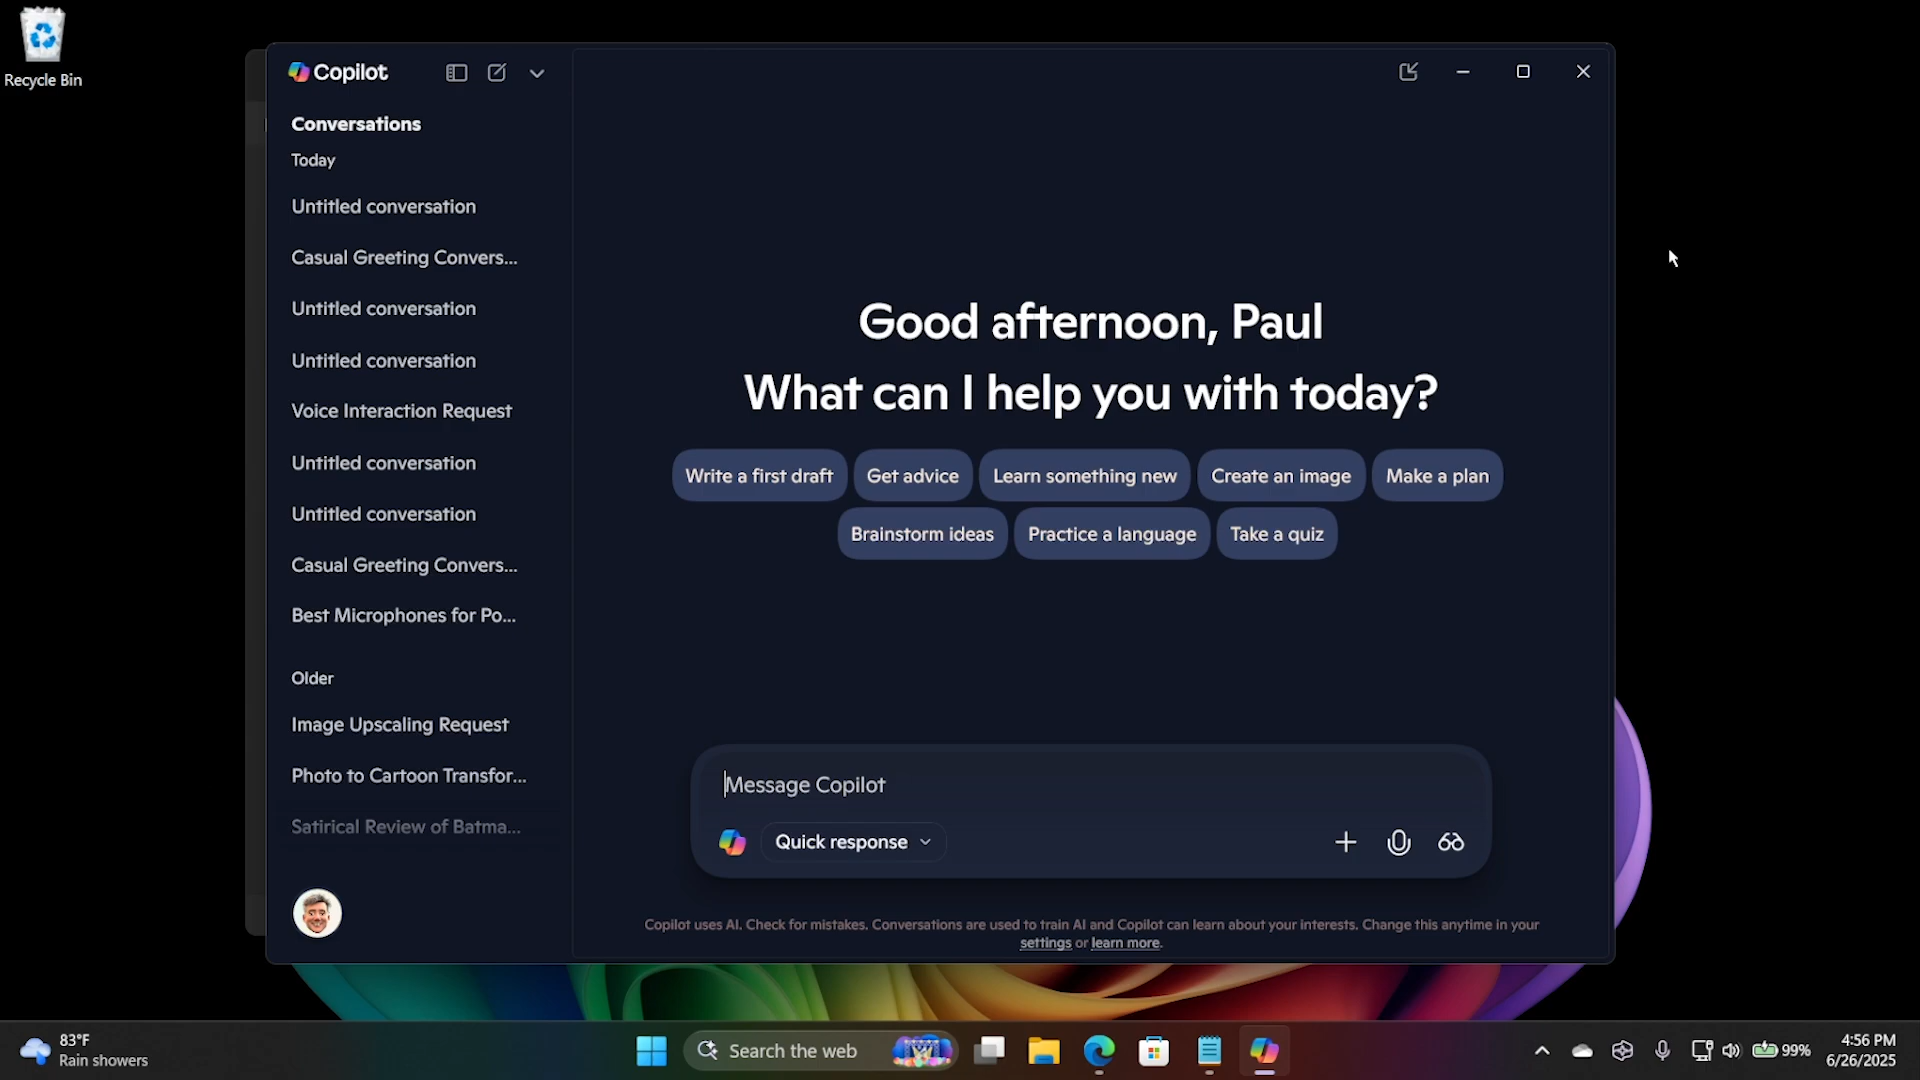 Recycle Bin
Copilot
Conversations
Today
Untitled conversation
Casual Greeting Convers...
Untitled conversation
Untitled conversation
Voice Interaction Request
Untitled conversation
Untitled conversation
Casual Greeting Convers...
Best Microphones for Po...
Older
Image Upscaling Request
Photo to Cartoon Transfor...
Satirical Review of Batma...
Good afternoon, Paul
What can I help you with today?
Write a first draft
Get advice
Learn something new
Create an image
Make a plan
Brainstorm ideas
Practice a language
Take a quiz
Message Copilot
Quick response
Copilot uses AI. Check for mistakes. Conversations are used to train AI and Copilot can learn about your interests. Change this anytime in your
settings or learn more.
83°F
Rain showers
Search the web
99%
4:56 PM
6/26/2025